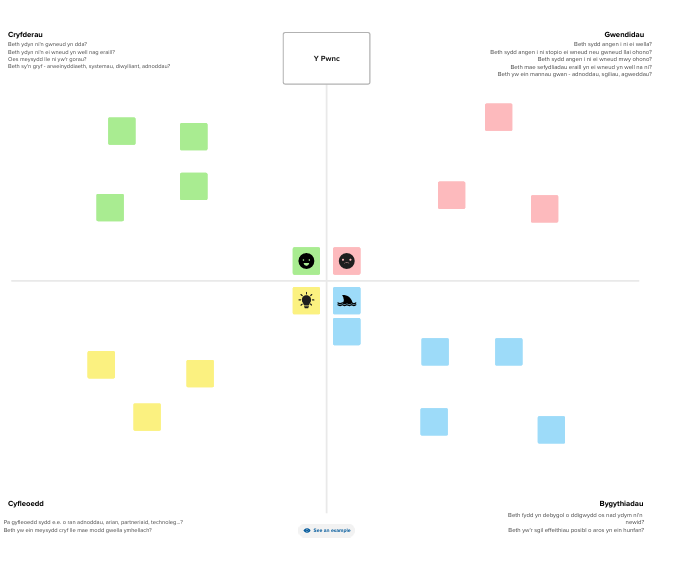 Cryfderau
Beth ydyn ni'n gwneud yn dda?
Beth ydyn ni'n ei wneud yn well nag eraill?
Oes meysydd lle ni yw'r gorau?
Beth sy'n gryf - arweinyddiaeth, systemau, diwylliant, adnoddau?
Y Pwnc
Gwendidau
Beth sydd angen i ni ei wella?
Beth sydd angen i ni stopio ei wneud neu gwneud llai ohono?
Beth sydd angen i ni ei wneud mwy ohono?
Beth mae sefydliadau eraill yn ei wneud yn well na ni?
Beth yw ein mannau gwan - adnoddau, sgiliau, agweddau?
Cyfleoedd
Pa gyfleoedd sydd e.e. o ran adnoddau, arian, partneriaid, technoleg...?
Beth yw ein meysydd cryf lle mae modd gwella ymhellach?
See an example
Bygythiadau
Beth fydd yn debygol o ddigwydd os nad ydym ni'n
newid?
Beth yw'r sgil effeithiau posibl o aros yn ein hunfan?